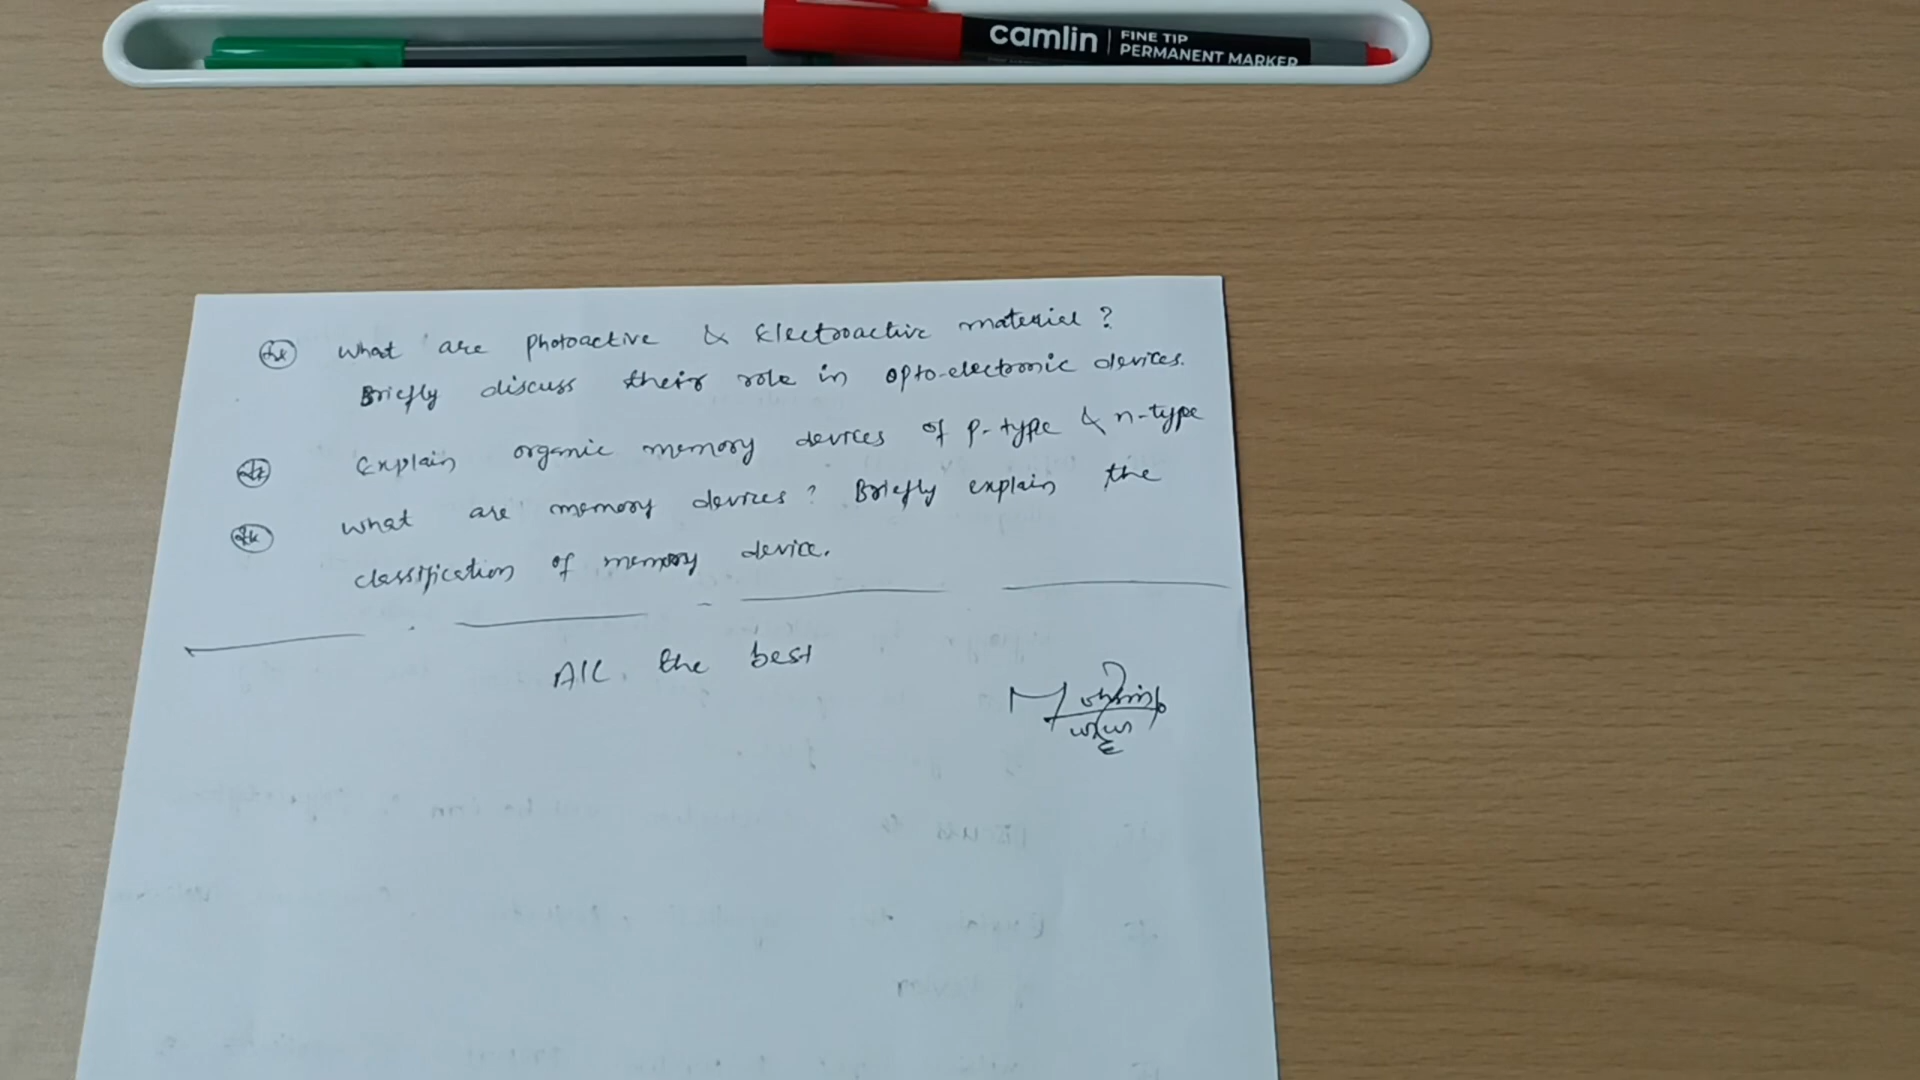 camlin | FINE TIP
PERMANENT MARKER
What are photoactive & Electroactive material?
Briefly discuss their role in opto-electronic devices.
Explain organic memory devices of p-type & n-type
What are memory devices? Briefly explain the
classification of memory device.
All the best